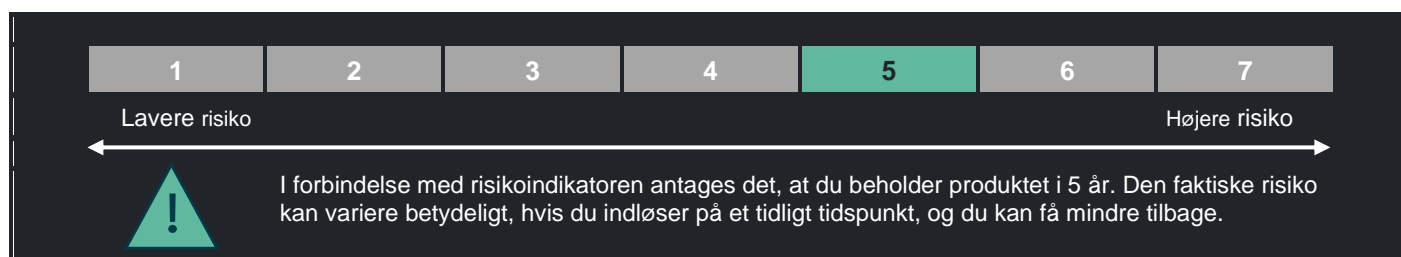 1 2 3 4 5 6 7
Lavere risiko Højere risiko
!
I forbindelse med risikoindikatoren antages det, at du beholder produktet i 5 år. Den faktiske risiko
kan variere betydeligt, hvis du indløser på et tidligt tidspunkt, og du kan få mindre tilbage.